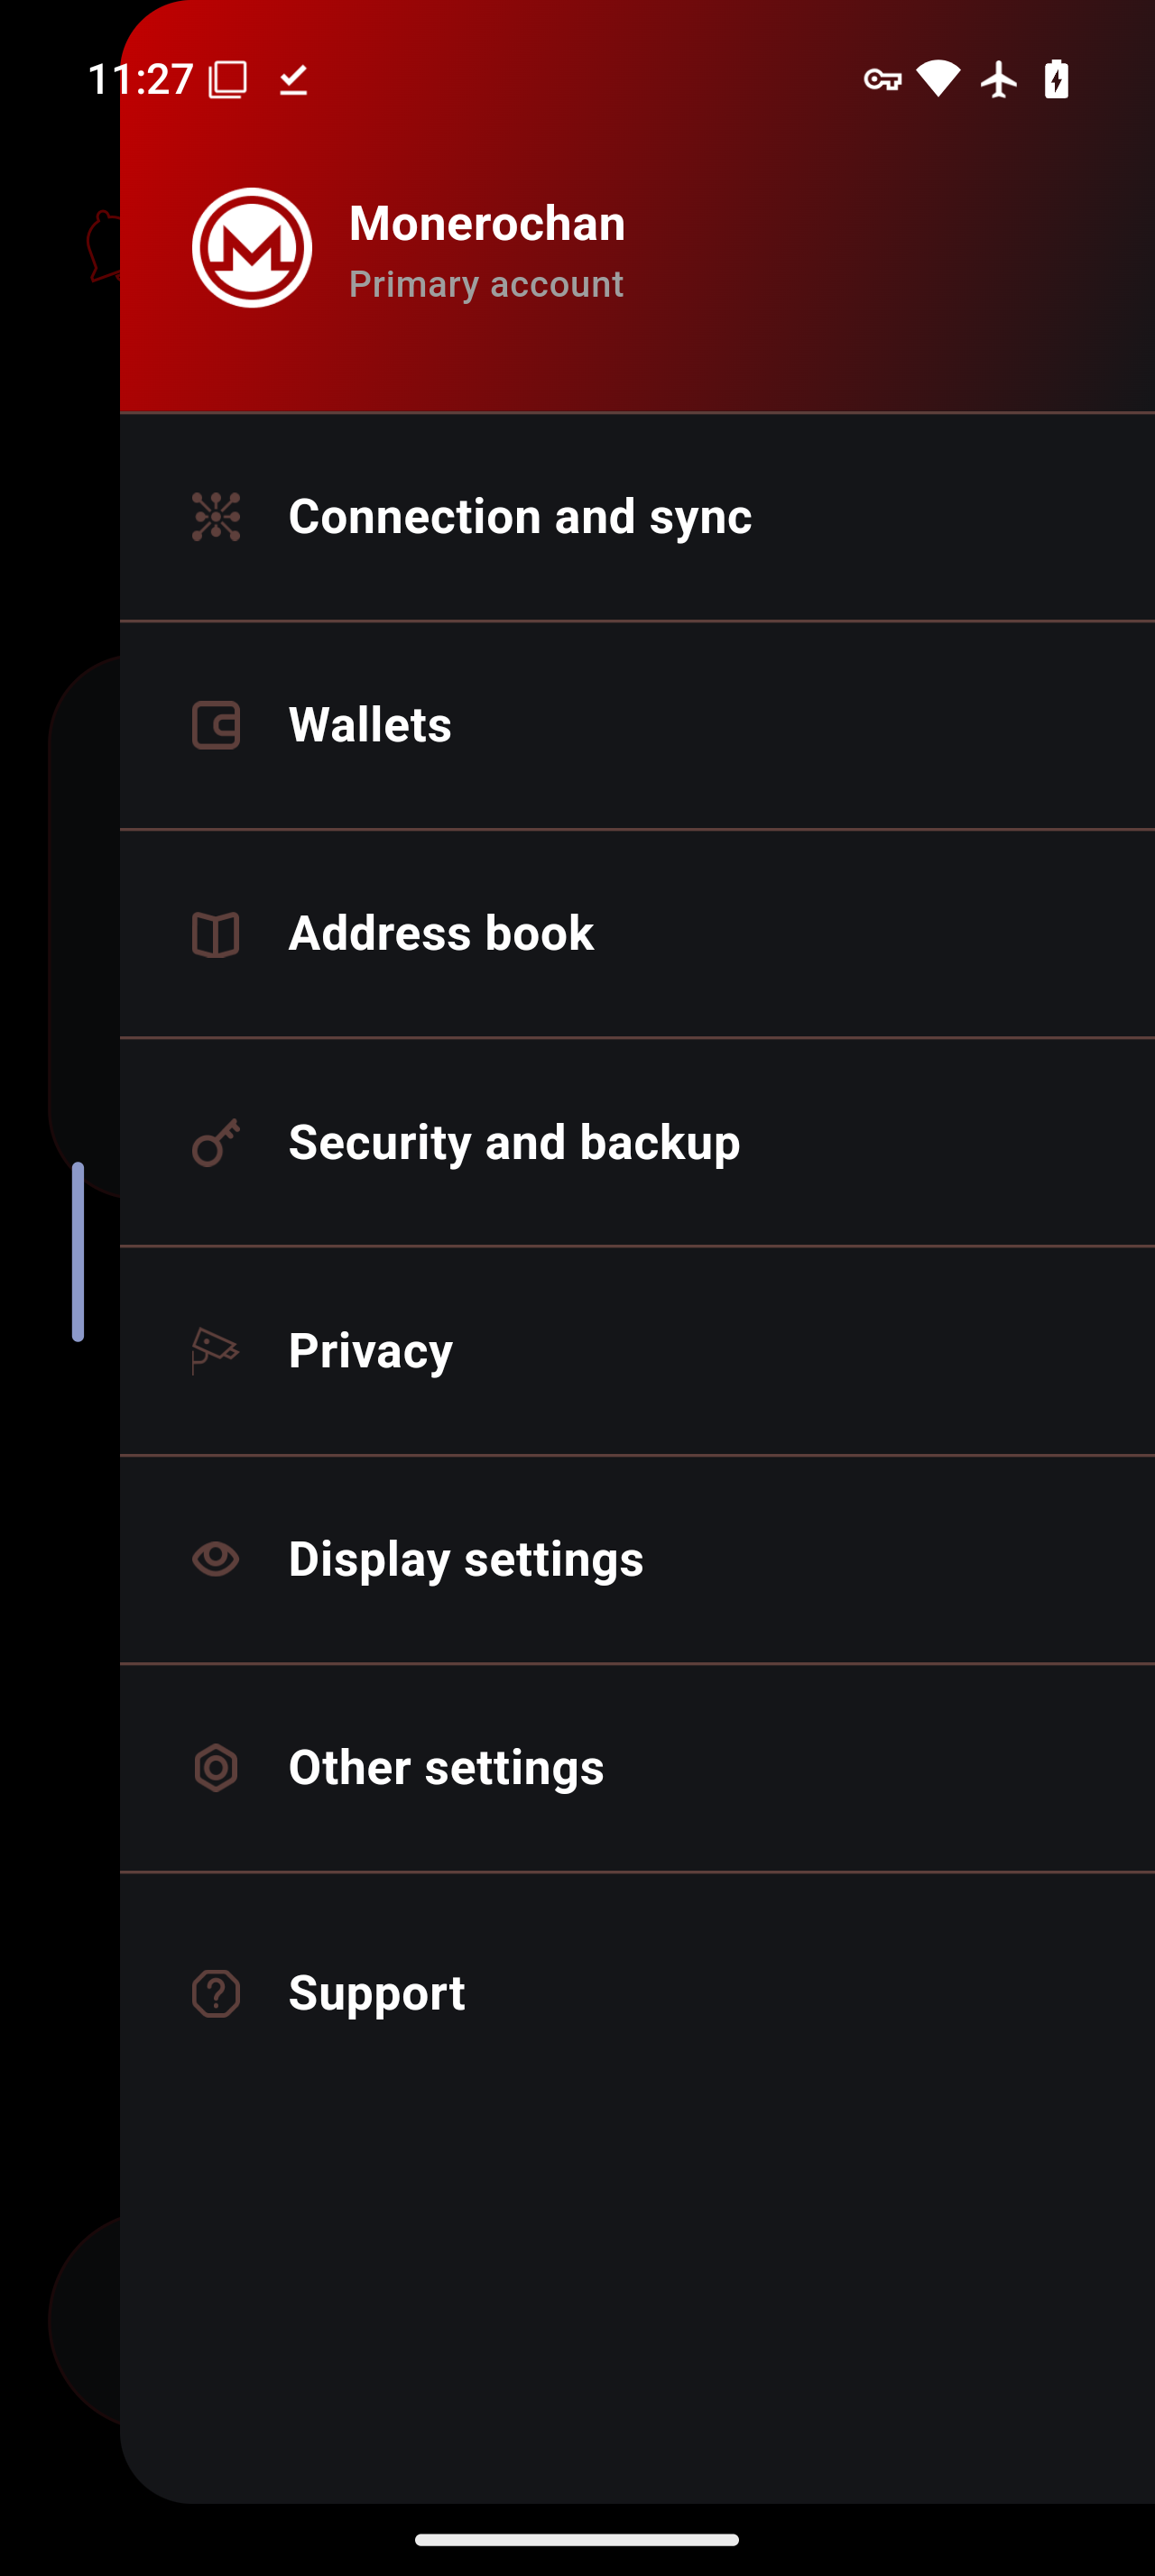 11:27
Monerochan
Primary account
Connection and sync
Wallets
Address book
Security and backup
Privacy
Display settings
Other settings
Support